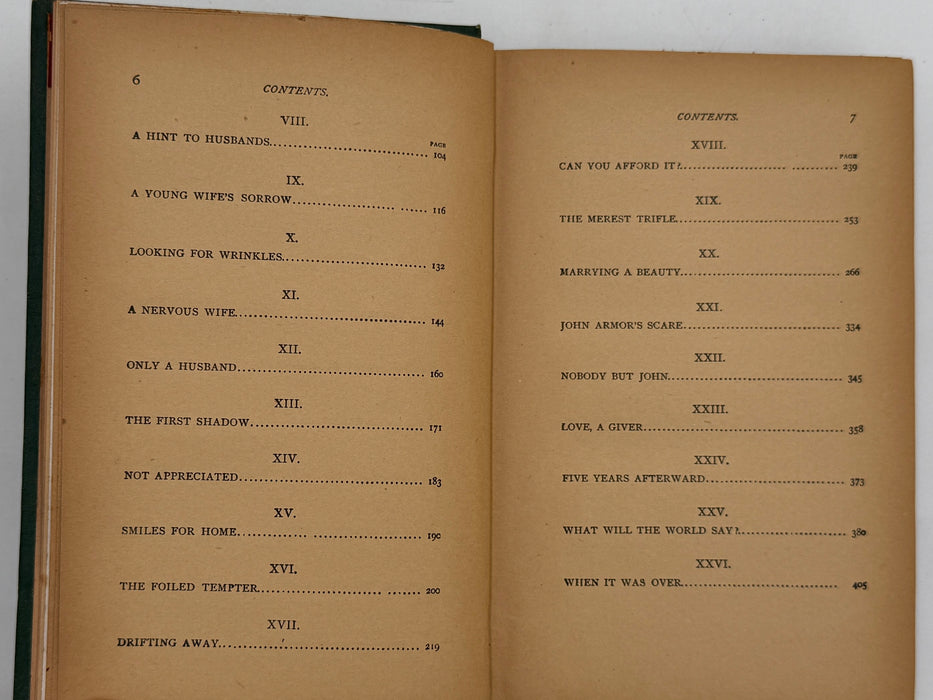 6
CONTENTS.
VIII.
PAGE
A HINT TO HUSBANDS 104
IX.
A YOUNG WIFE'S SORROW 116
X.
LOOKING FOR WRINKLES 132
XI.
A NERVOUS WIFE 144
XII.
ONLY A HUSBAND 160
XIII.
THE FIRST SHADOW 171
XIV.
NOT APPRECIATED 183
XV.
SMILES FOR HOME 190
XVI.
THE FOILED TEMPTER 200
XVII.
DRIFTING AWAY 219
CONTENTS. 7
XVIII.
PAGE
CAN YOU AFFORD IT? 239
XIX.
THE MEREST TRIFLE 253
XX.
MARRYING A BEAUTY 266
XXI.
JOHN ARMOR'S SCARE 334
XXII.
NOBODY BUT JOHN 345
XXIII.
LOVE, A GIVER 358
XXIV.
FIVE YEARS AFTERWARD 373
XXV.
WHAT WILL THE WORLD SAY? 380
XXVI.
WHEN IT WAS OVER 405